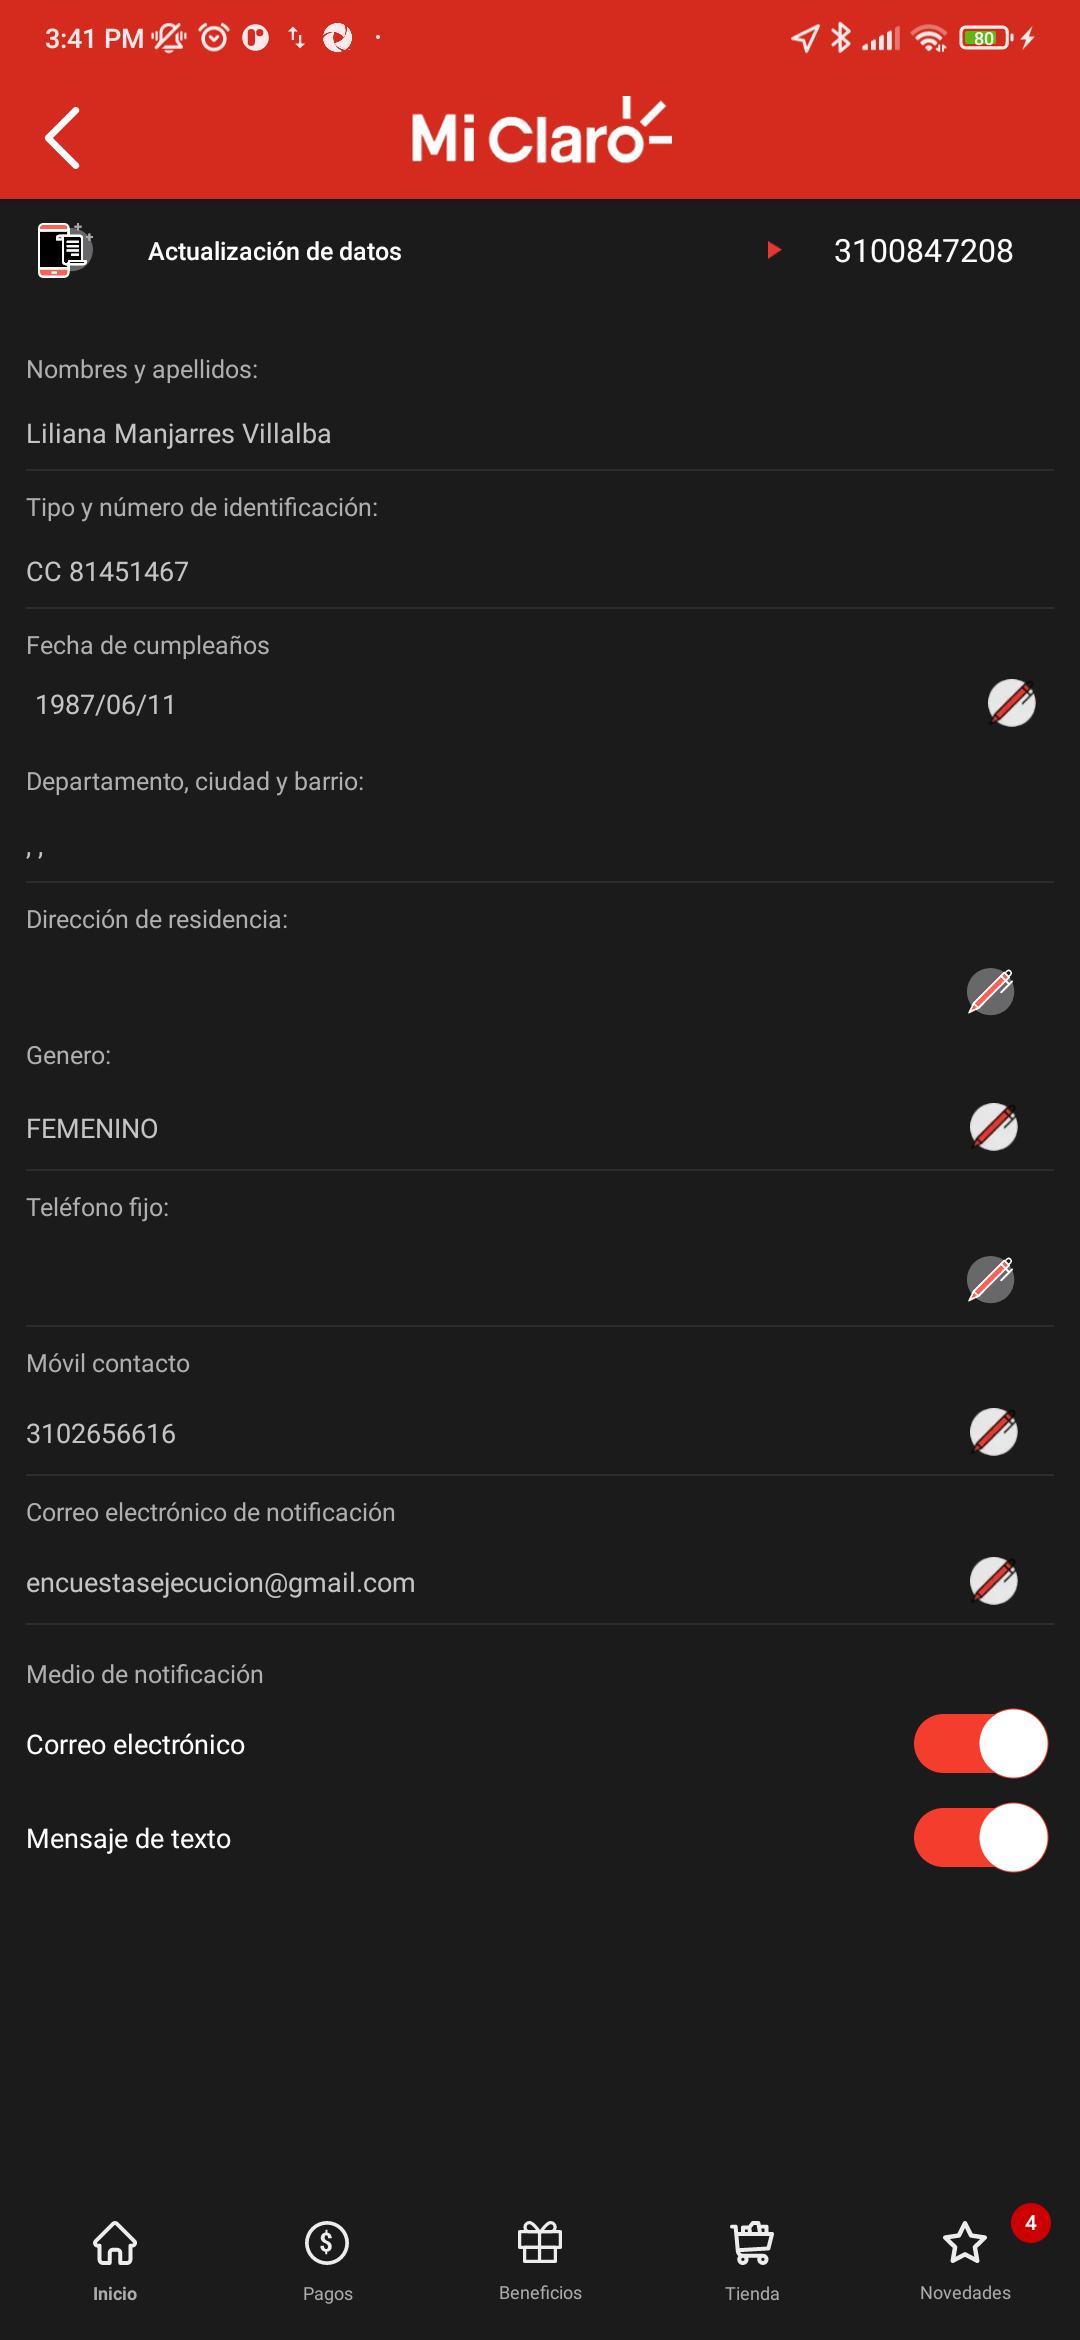 3:41 PM
80
Mi Claro
Actualización de datos
3100847208
Nombres y apellidos:
Liliana Manjarres Villalba
Tipo y número de identificación:
CC 81451467
Fecha de cumpleaños
1987/06/11
Departamento, ciudad y barrio:
, ,
Dirección de residencia:
Genero:
FEMENINO
Teléfono fijo:
Móvil contacto
3102656616
Correo electrónico de notificación
encuestasejecucion@gmail.com
Medio de notificación
Correo electrónico
Mensaje de texto
4
Inicio
Pagos
Beneficios
Tienda
Novedades